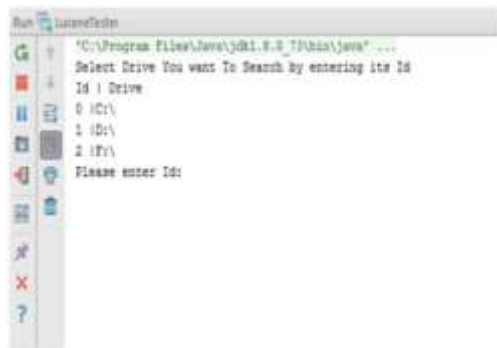 Run LuceneTester
"C:\Program Files\Java\jdk1.8.0_73\bin\java" ...
Select Drive You want To Search by entering its Id
Id | Drive
0 |C:\
1 |D:\
2 |F:\
Please enter Id: